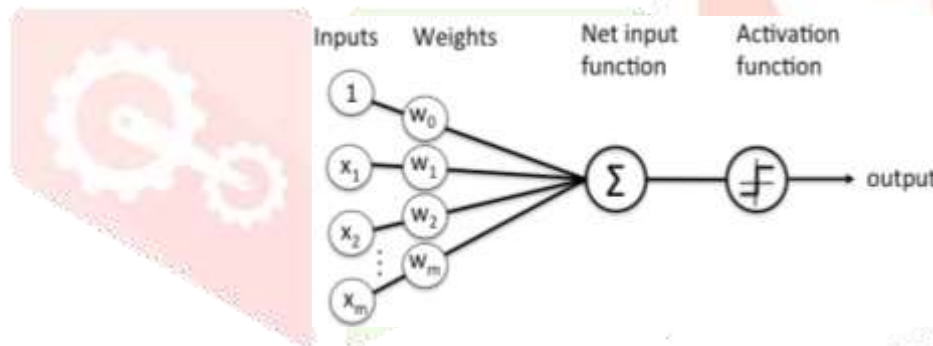 Inputs Weights Net input function Activation function
1 w₀
x₁ w₁
x₂ w₂
⋮
xₘ wₘ
Σ
output